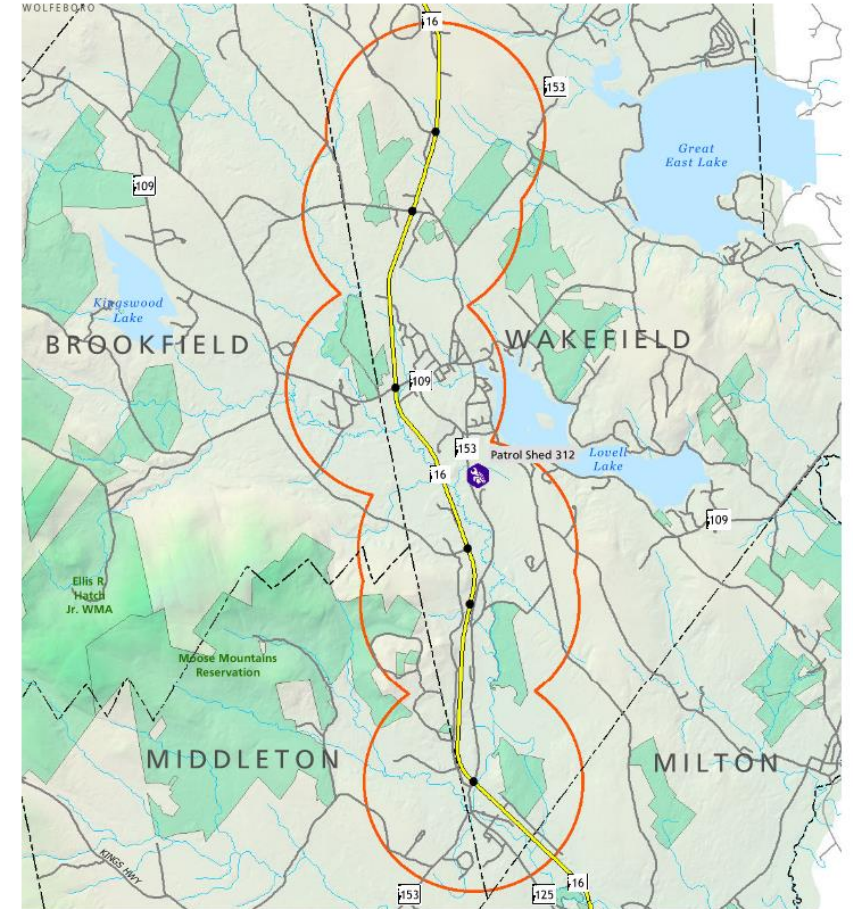 WOLFEBORO
16
153
Great
East Lake
109
Kingswood
Lake
BROOKFIELD
WAKEFIELD
109
153
Patrol Shed 312
Lovell
Lake
16
109
Ellis R
Hatch
Jr. WMA
Moose Mountains
Reservation
MIDDLETON
MILTON
KINGS HWY
16
153
125